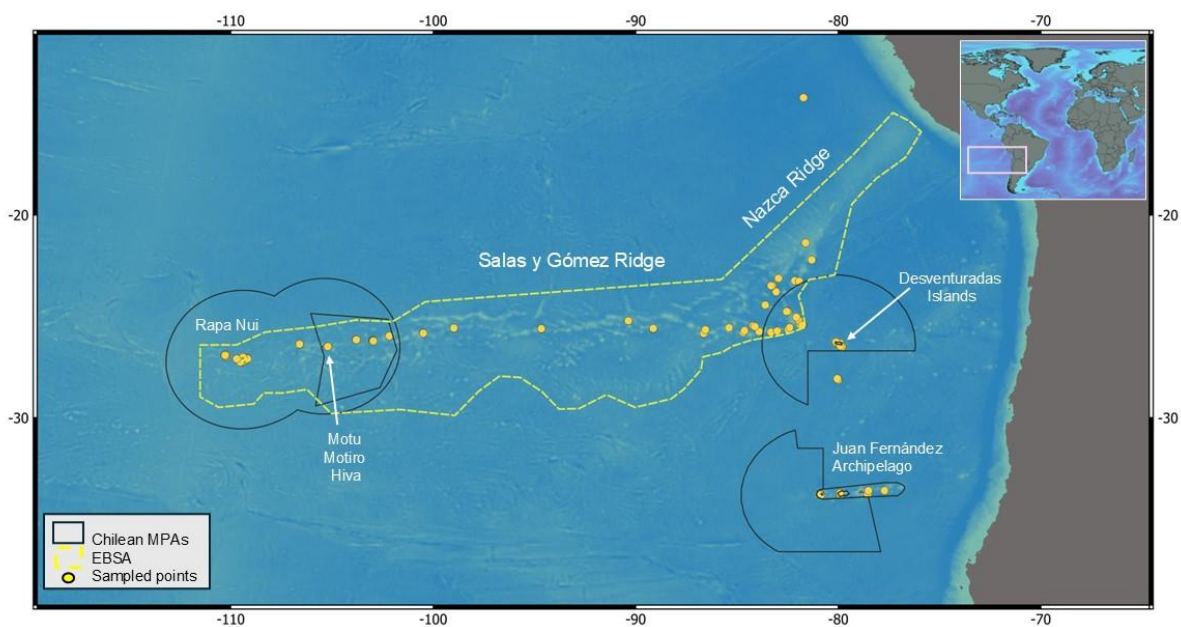 -110
-100
-90
-80
-70
Nazca Ridge
-20
-20
Salas y Gómez Ridge
Desventuradas
Islands
Rapa Nui
-30
-30
Motu
Motiro
Hiva
Juan Fernández
Archipelago
Chilean MPAs
EBSA
Sampled points
-110
-100
-90
-80
-70